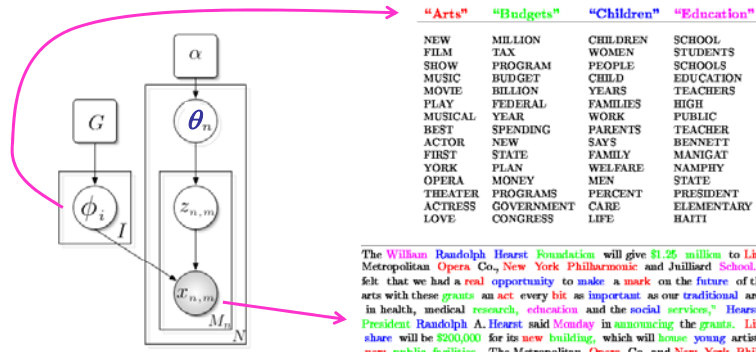 “Arts” “Budgets” “Children” “Education”
NEW MILLION CHILDREN SCHOOL
FILM TAX WOMEN STUDENTS
SHOW PROGRAM PEOPLE SCHOOLS
MUSIC BUDGET CHILD EDUCATION
MOVIE BILLION YEARS TEACHERS
PLAY FEDERAL FAMILIES HIGH
MUSICAL YEAR WORK PUBLIC
BEST SPENDING PARENTS TEACHER
ACTOR NEW SAYS BENNETT
FIRST STATE FAMILY MANIGAT
YORK PLAN WELFARE NAMPHY
OPERA MONEY MEN STATE
THEATER PROGRAMS PERCENT PRESIDENT
ACTRESS GOVERNMENT CARE ELEMENTARY
LOVE CONGRESS LIFE HAITI
α
G
θn
ϕi
I
zn,m
xn,m
Mn
N
The William Randolph Hearst Foundation will give $1.25 million to
Metropolitan Opera Co., New York Philharmonic and Juilliard School.
felt that we had a real opportunity to make a mark on the future of
arts with these grants an act every bit as important as our traditional
in health, medical research, education and the social services,” Hearst
President Randolph A. Hearst said Monday in announcing the grants.
share will be $200,000 for its new building, which will house young